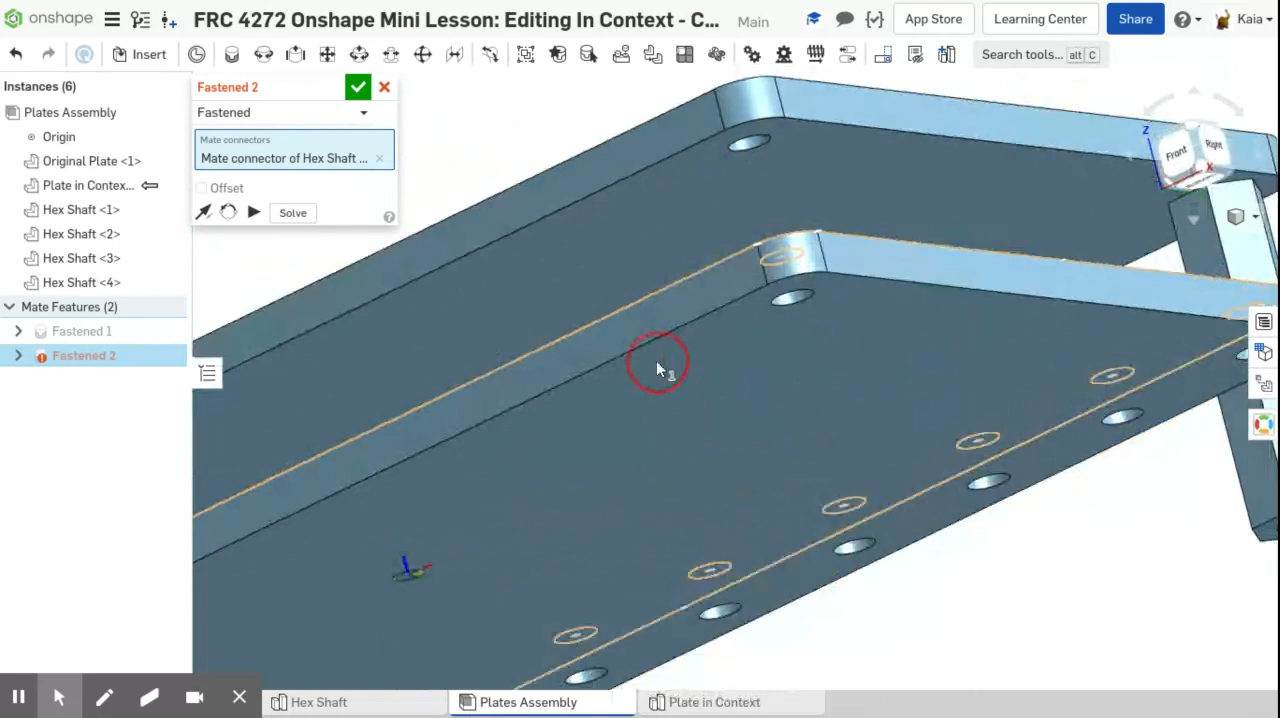 onshape
FRC 4272 Onshape Mini Lesson: Editing In Context - C... Main
App Store
Learning Center
Share
Kaia
Insert
Search tools... alt C
Instances (6)
Plates Assembly
Origin
Original Plate <1>
Plate in Contex...
Hex Shaft <1>
Hex Shaft <2>
Hex Shaft <3>
Hex Shaft <4>
Mate Features (2)
Fastened 1
Fastened 2
Fastened 2
Fastened
Mate connectors
Mate connector of Hex Shaft ...
Offset
Solve
Z
Front
Right
X
1
Hex Shaft
Plates Assembly
Plate in Context